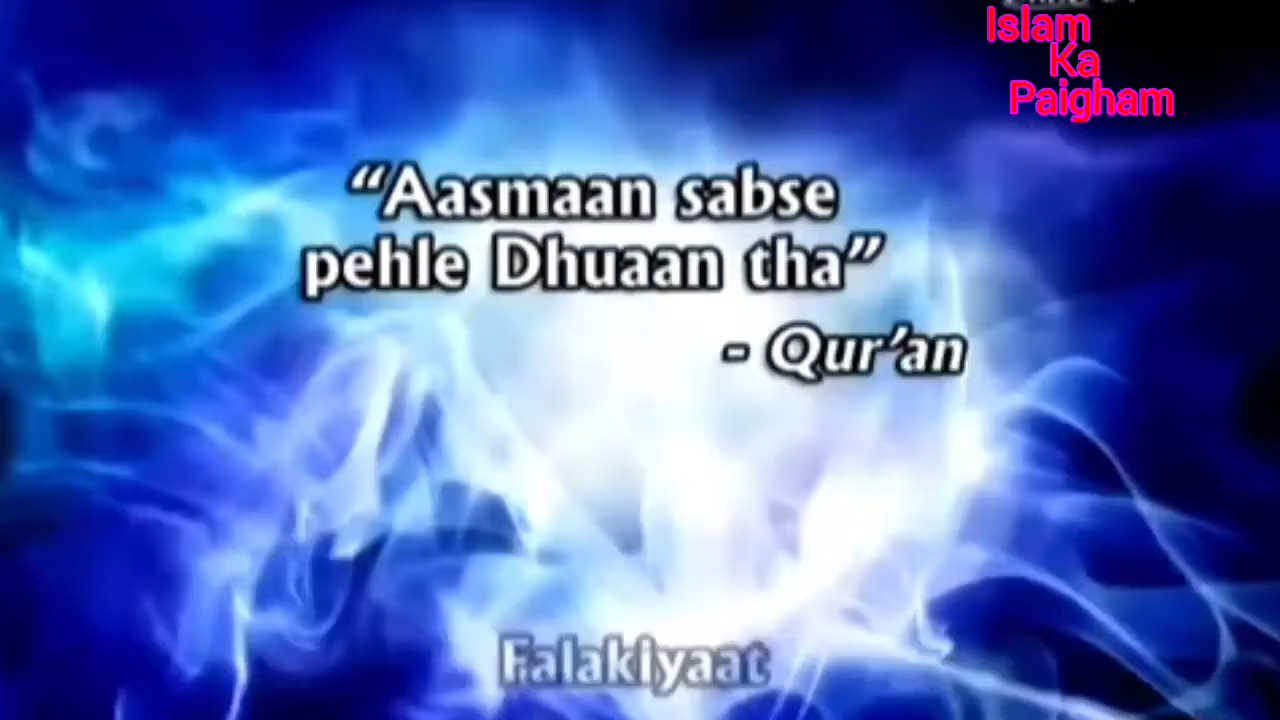 Islam
Ka
Paigham
“Aasmaan sabse
pehle Dhuaan tha”
- Qur’an
Falakiyaat